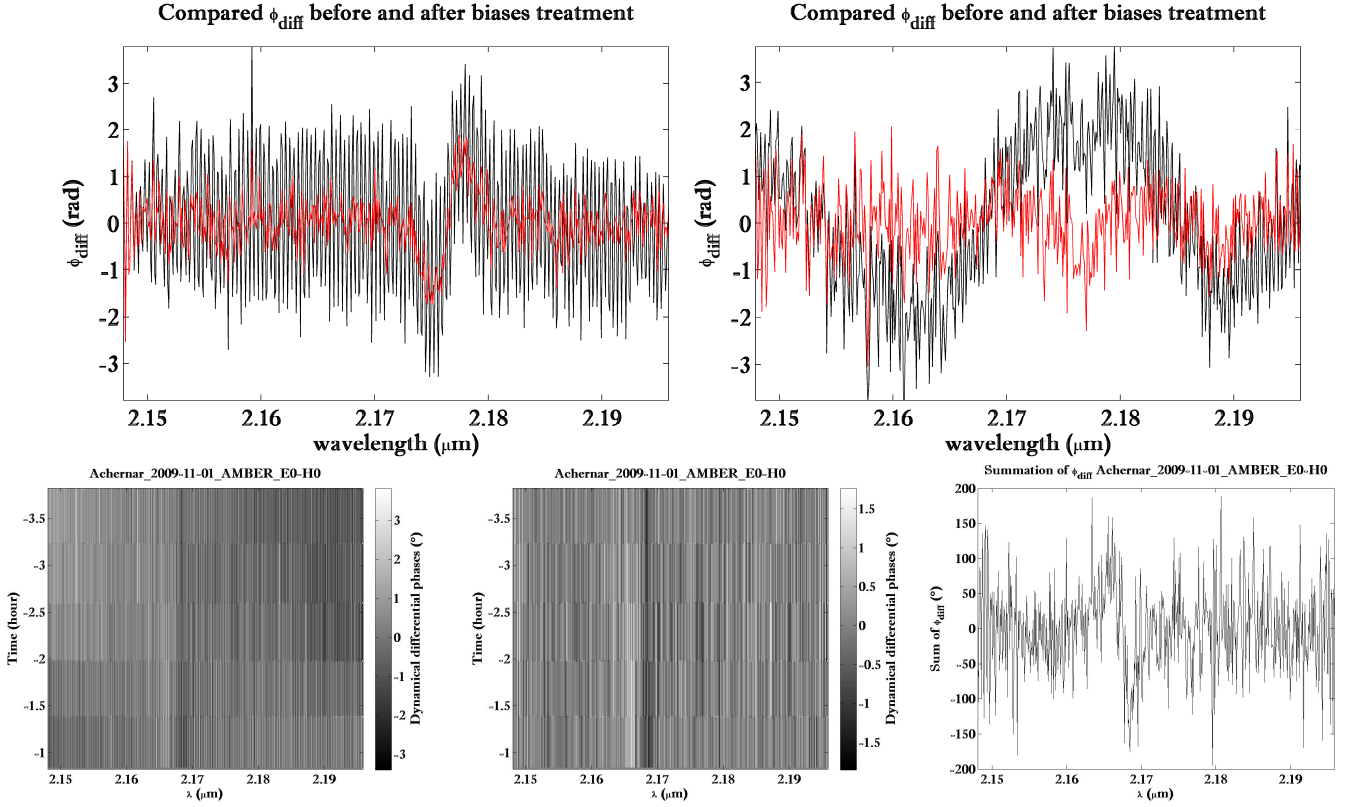 Compared ϕdiff before and after biases treatment
3
2
1
0
-1
-2
-3
ϕdiff (rad)
2.15 2.16 2.17 2.18 2.19
wavelength (μm)
Compared ϕdiff before and after biases treatment
3
2
1
0
-1
-2
-3
ϕdiff (rad)
2.15 2.16 2.17 2.18 2.19
wavelength (μm)
Achernar_2009-11-01_AMBER_E0-H0
-3.5
-3
-2.5
-2
-1.5
-1
Time (hour)
2.15 2.16 2.17 2.18 2.19
λ (μm)
3
2
1
0
-1
-2
-3
Dynamical differential phases (°)
Achernar_2009-11-01_AMBER_E0-H0
-3.5
-3
-2.5
-2
-1.5
-1
Time (hour)
2.15 2.16 2.17 2.18 2.19
λ (μm)
1.5
1
0.5
0
-0.5
-1
-1.5
Dynamical differential phases (°)
Summation of ϕdiff Achernar_2009-11-01_AMBER_E0-H0
200
150
100
50
0
-50
-100
-150
-200
Sum of ϕdiff (°)
2.15 2.16 2.17 2.18 2.19
λ (μm)